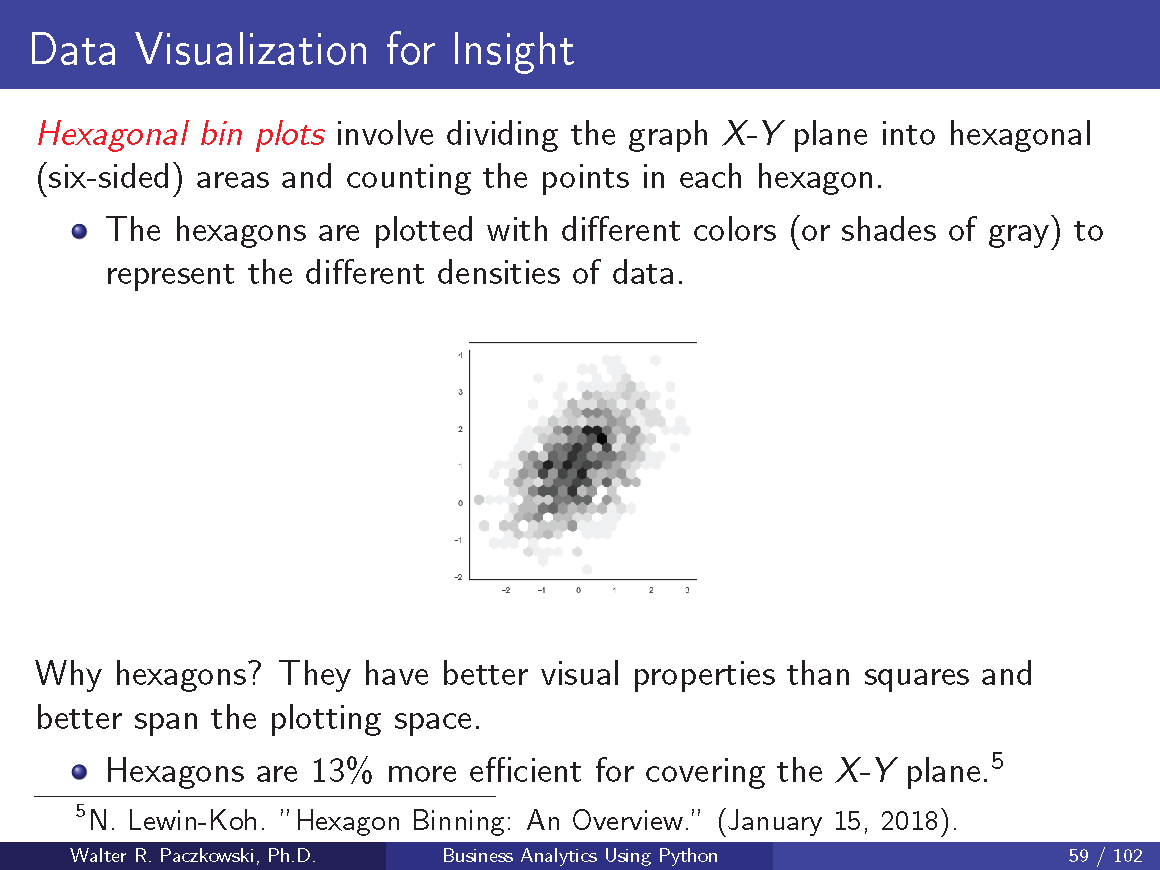 Data Visualization for Insight
Hexagonal bin plots involve dividing the graph X-Y plane into hexagonal
(six-sided) areas and counting the points in each hexagon.
The hexagons are plotted with different colors (or shades of gray) to
represent the different densities of data.
4
3
2
1
0
−1
−2
−2 −1 0 1 2 3
Why hexagons? They have better visual properties than squares and
better span the plotting space.
Hexagons are 13% more efficient for covering the X-Y plane.5
5N. Lewin-Koh. ”Hexagon Binning: An Overview.” (January 15, 2018).
Walter R. Paczkowski, Ph.D. Business Analytics Using Python 59 / 102